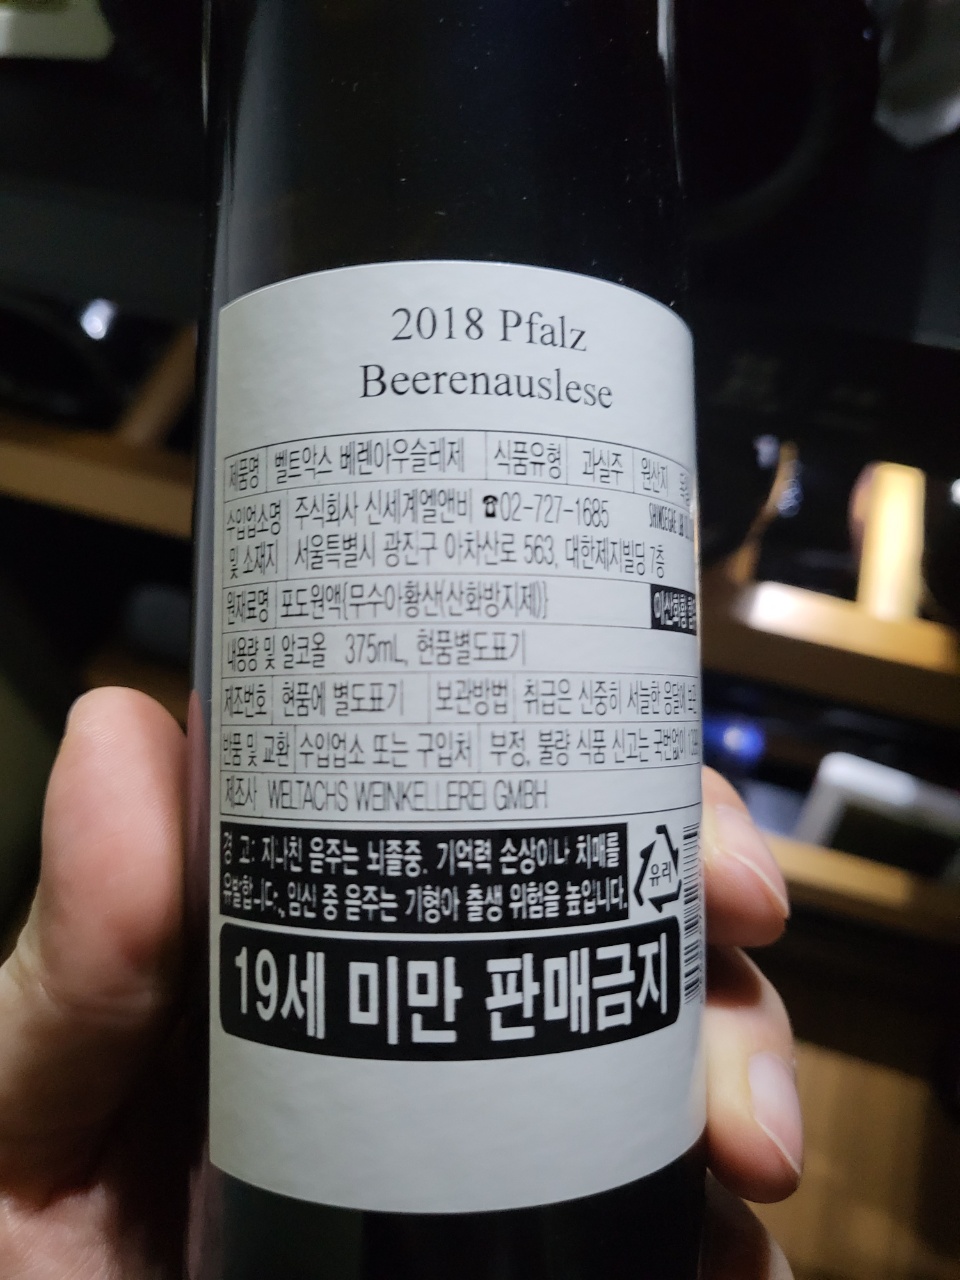 2018 Pfalz
Beerenauslese
제품명 벨트악스 베렌아우슬레제 식품유형 과실주 원산지
수입업소명 주식회사 신세계엘앤비 ☎02-727-1685
및 소재지 서울특별시 광진구 아차산로 563, 대한제지빌딩 7층
원재료명 포도원액{무수아황산(산화방지제)} 이산화황
내용량 및 알코올 375mL, 현품별도표기
제조번호 현품에 별도표기 보관방법 취급은 신중히 서늘한 응달에
반품 및 교환 수입업소 또는 구입처 부정, 불량 식품 신고는 국번없이
제조사 WELTACHS WEINKELLEREI GMBH
경 고: 지나친 음주는 뇌졸중, 기억력 손상이나 치매를
유발합니다. 임신 중 음주는 기형아 출생 위험을 높입니다.
유리
19세 미만 판매금지